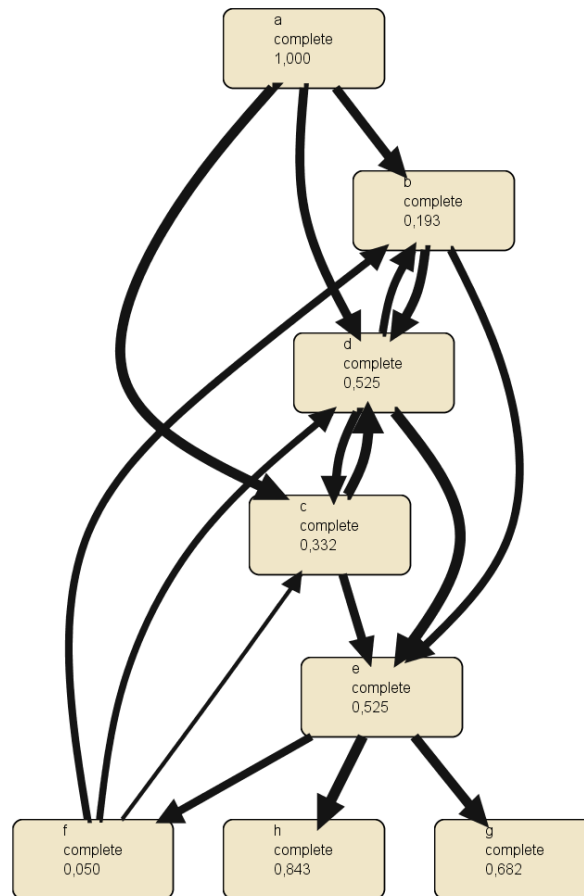 a
complete
1,000
b
complete
0,193
d
complete
0,525
c
complete
0,332
e
complete
0,525
f
complete
0,050
h
complete
0,843
g
complete
0,682